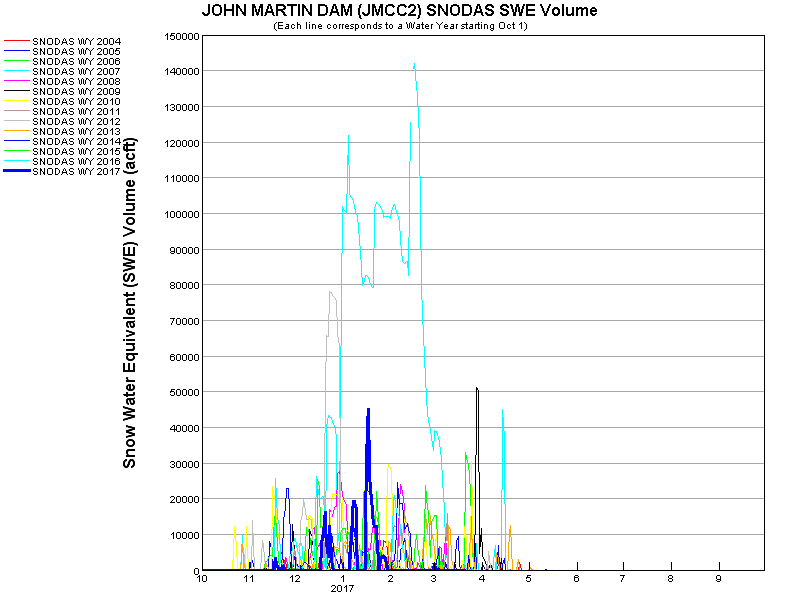 JOHN MARTIN DAM (JMCC2) SNODAS SWE Volume
(Each line corresponds to a Water Year starting Oct 1)
SNODAS WY 2004
SNODAS WY 2005
SNODAS WY 2006
SNODAS WY 2007
SNODAS WY 2008
SNODAS WY 2009
SNODAS WY 2010
SNODAS WY 2011
SNODAS WY 2012
SNODAS WY 2013
SNODAS WY 2014
SNODAS WY 2015
SNODAS WY 2016
SNODAS WY 2017
Snow Water Equivalent (SWE) Volume (acft)
150000
140000
130000
120000
110000
100000
90000
80000
70000
60000
50000
40000
30000
20000
10000
0
10 11 12 1 2 3 4 5 6 7 8 9
2017